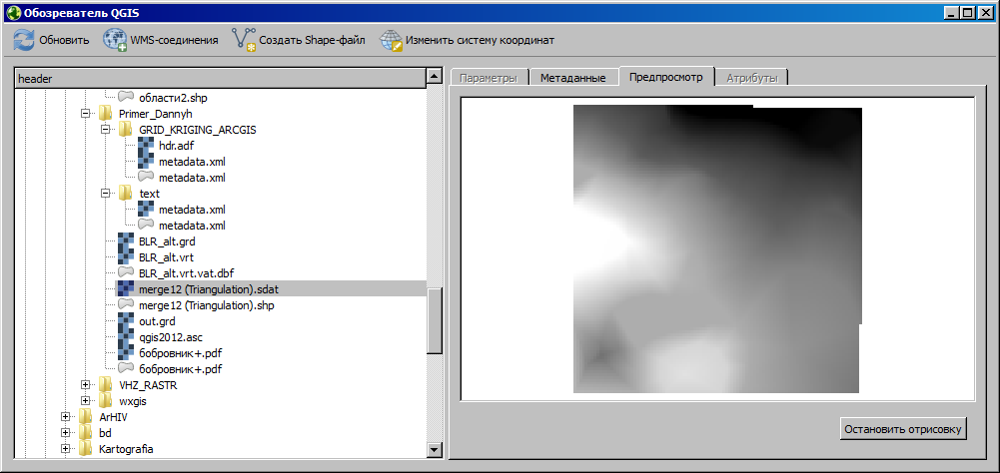 Обозреватель QGIS
Обновить WMS-соединения Создать Shape-файл Изменить систему координат
header
области2.shp
Primer_Dannyh
GRID_KRIGING_ARCGIS
hdr.adf
metadata.xml
metadata.xml
text
metadata.xml
metadata.xml
BLR_alt.grd
BLR_alt.vrt
BLR_alt.vrt.vat.dbf
merge12 (Triangulation).sdat
merge12 (Triangulation).shp
out.grd
qgis2012.asc
бобровник+.pdf
бобровник+.pdf
VHZ_RASTR
wxgis
ArHIV
bd
Kartografia
Параметры Метаданные Предпросмотр Атрибуты
Остановить отрисовку